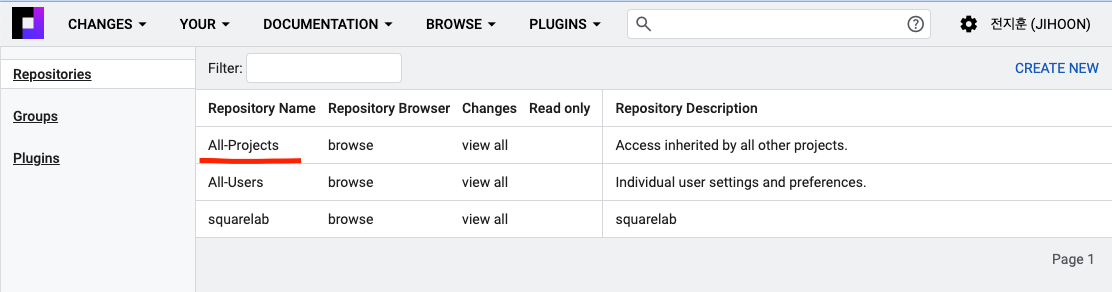 CHANGES YOUR DOCUMENTATION BROWSE PLUGINS 전지훈 (JIHOON)
Repositories
Groups
Plugins
Filter: CREATE NEW
Repository Name Repository Browser Changes Read only Repository Description
All-Projects browse view all Access inherited by all other projects.
All-Users browse view all Individual user settings and preferences.
squarelab browse view all squarelab
Page 1